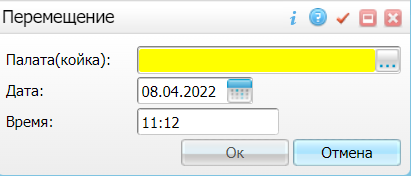 Перемещение
Палата(койка):
Дата: 08.04.2022
Время: 11:12
Ок Отмена